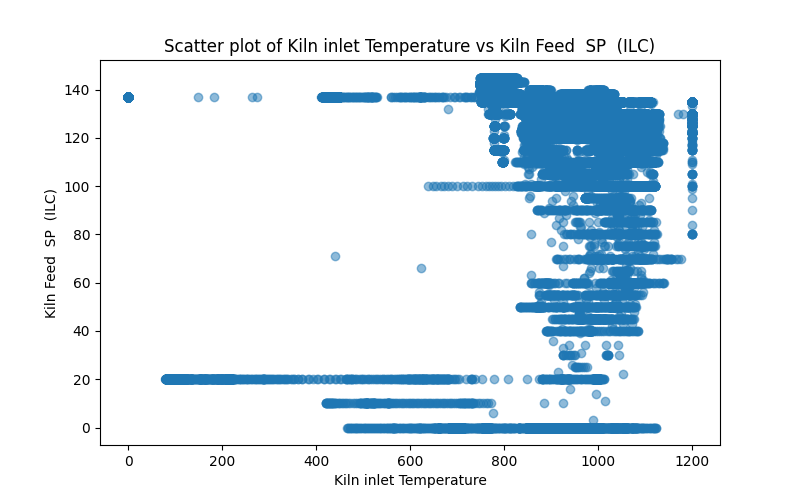 Scatter plot of Kiln inlet Temperature vs Kiln Feed  SP  (ILC)
Kiln Feed  SP  (ILC)
140
120
100
80
60
40
20
0
0 200 400 600 800 1000 1200
Kiln inlet Temperature